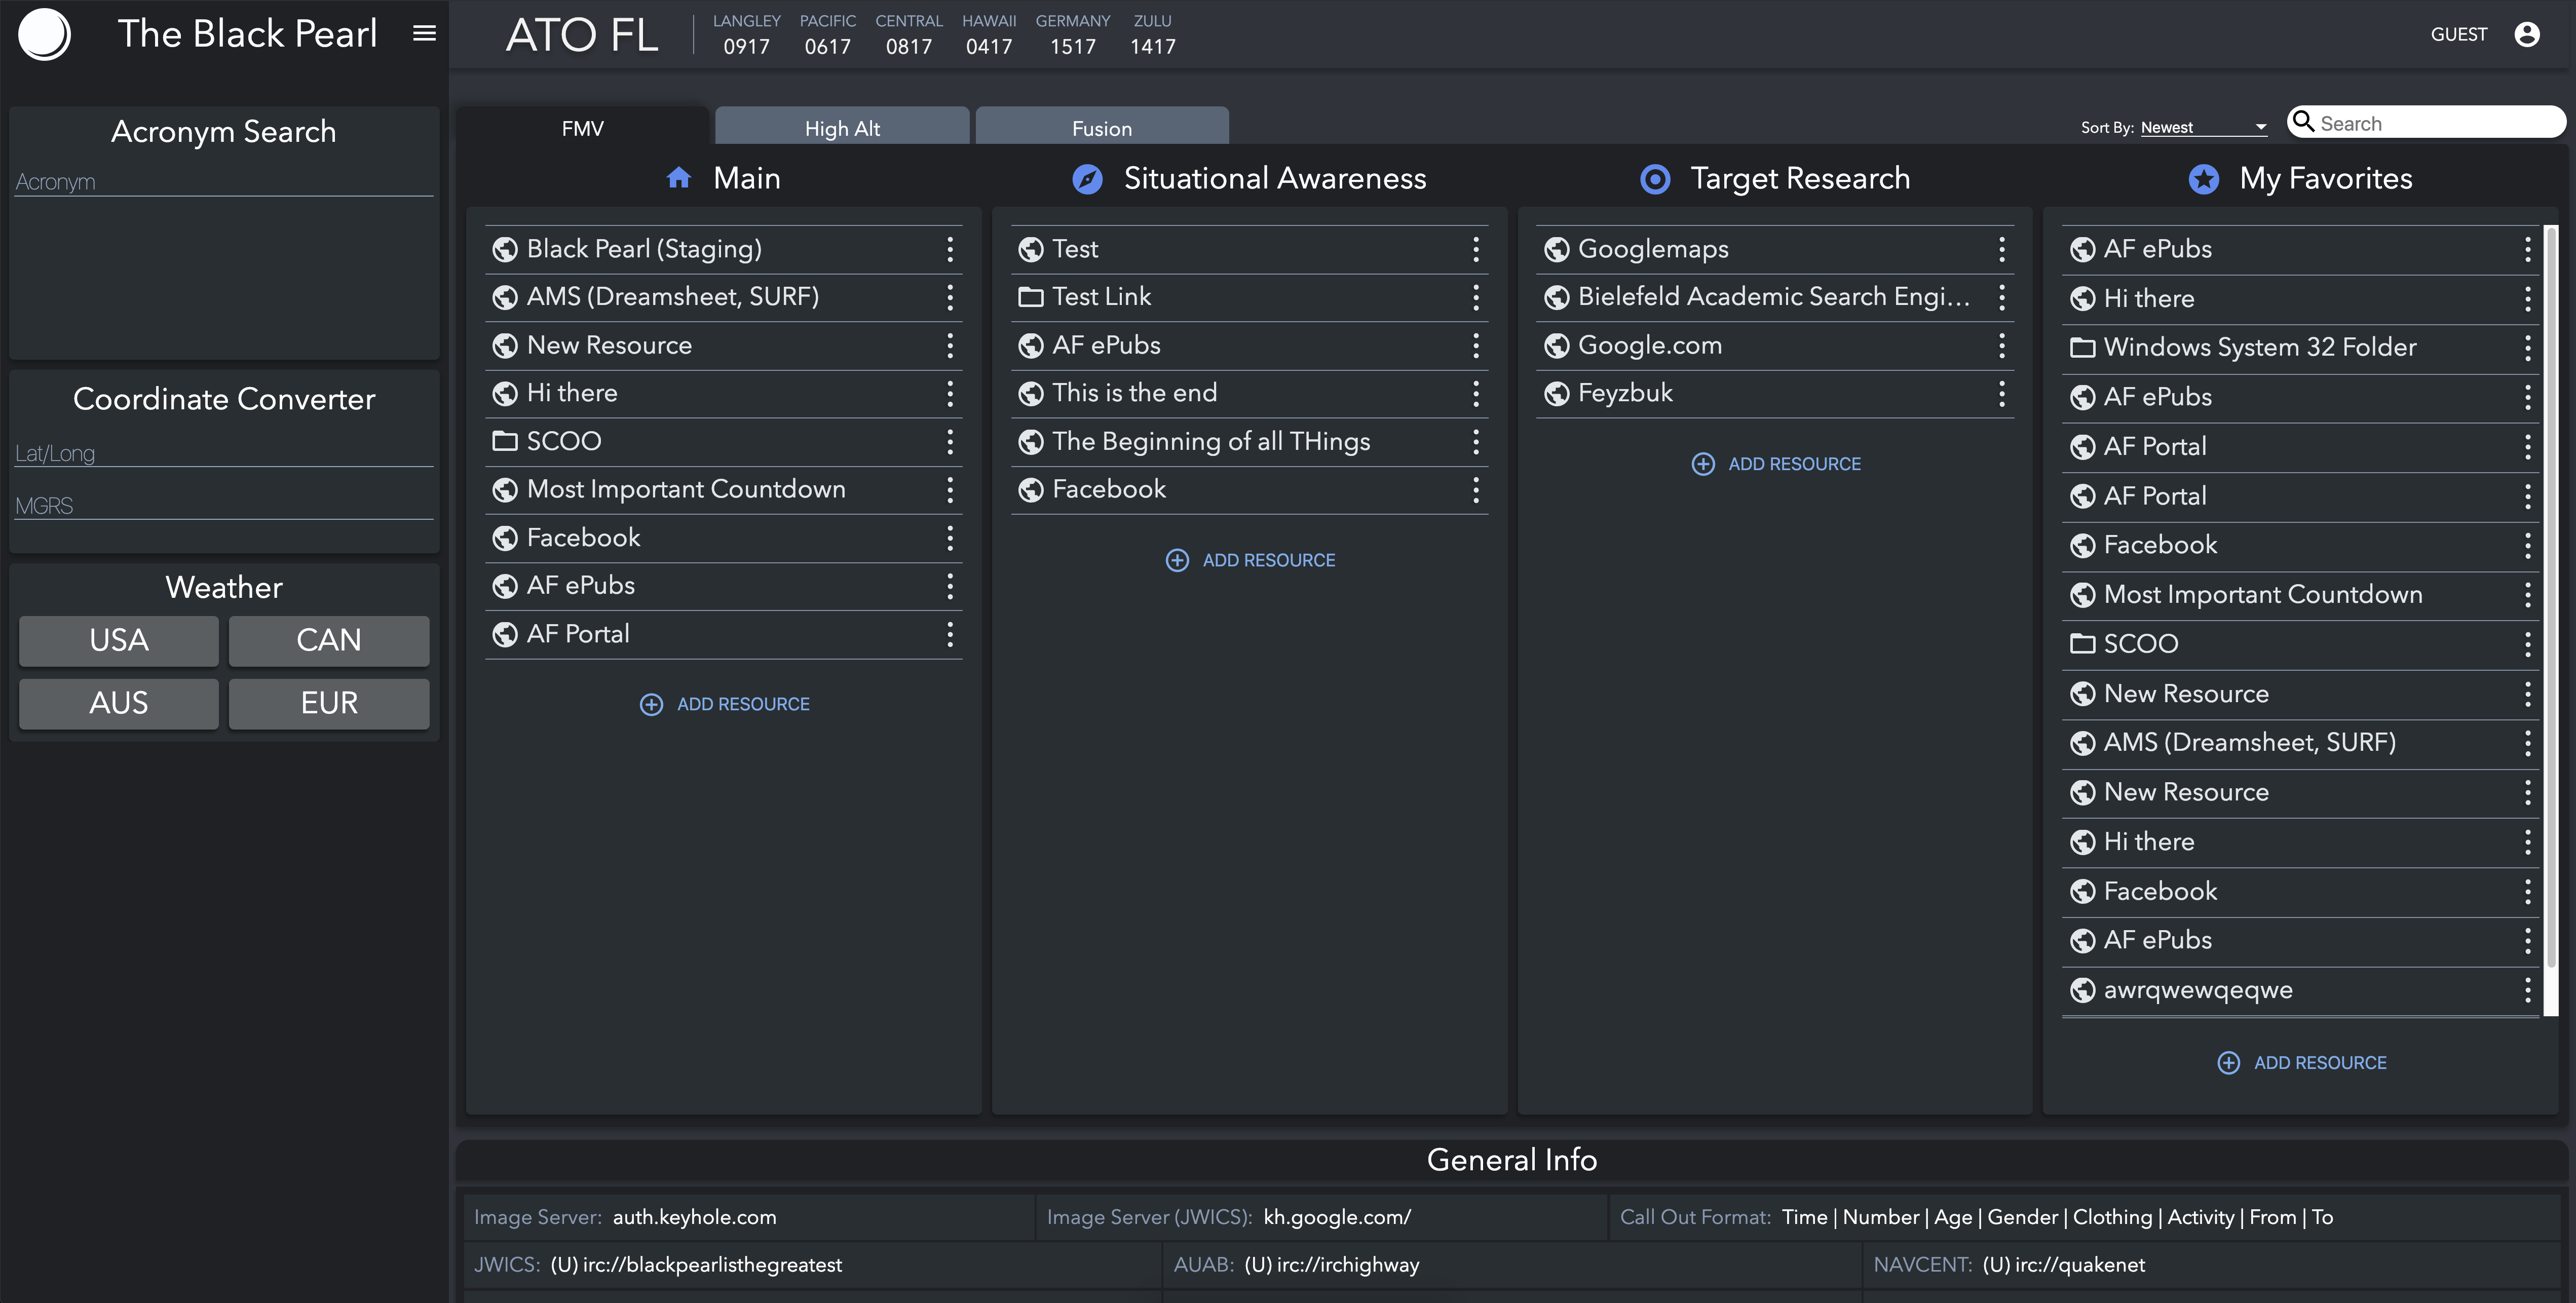 The Black Pearl
ATO FL
LANGLEY PACIFIC CENTRAL HAWAII GERMANY ZULU
0917 0617 0817 0417 1517 1417
GUEST
Acronym Search
Acronym
Coordinate Converter
Lat/Long
MGRS
Weather
USA CAN
AUS EUR
FMV High Alt Fusion
Sort By: Newest
Search
Main
Black Pearl (Staging)
AMS (Dreamsheet, SURF)
New Resource
Hi there
SCOO
Most Important Countdown
Facebook
AF ePubs
AF Portal
ADD RESOURCE
Situational Awareness
Test
Test Link
AF ePubs
This is the end
The Beginning of all THings
Facebook
ADD RESOURCE
Target Research
Googlemaps
Bielefeld Academic Search Engi...
Google.com
Feyzbuk
ADD RESOURCE
My Favorites
AF ePubs
Hi there
Windows System 32 Folder
AF ePubs
AF Portal
AF Portal
Facebook
Most Important Countdown
SCOO
New Resource
AMS (Dreamsheet, SURF)
New Resource
Hi there
Facebook
AF ePubs
awrqwewqeqwe
ADD RESOURCE
General Info
Image Server: auth.keyhole.com
Image Server (JWICS): kh.google.com/
Call Out Format: Time | Number | Age | Gender | Clothing | Activity | From | To
JWICS: (U) irc://blackpearlisthegreatest
AUAB: (U) irc://irchighway
NAVCENT: (U) irc://quakenet